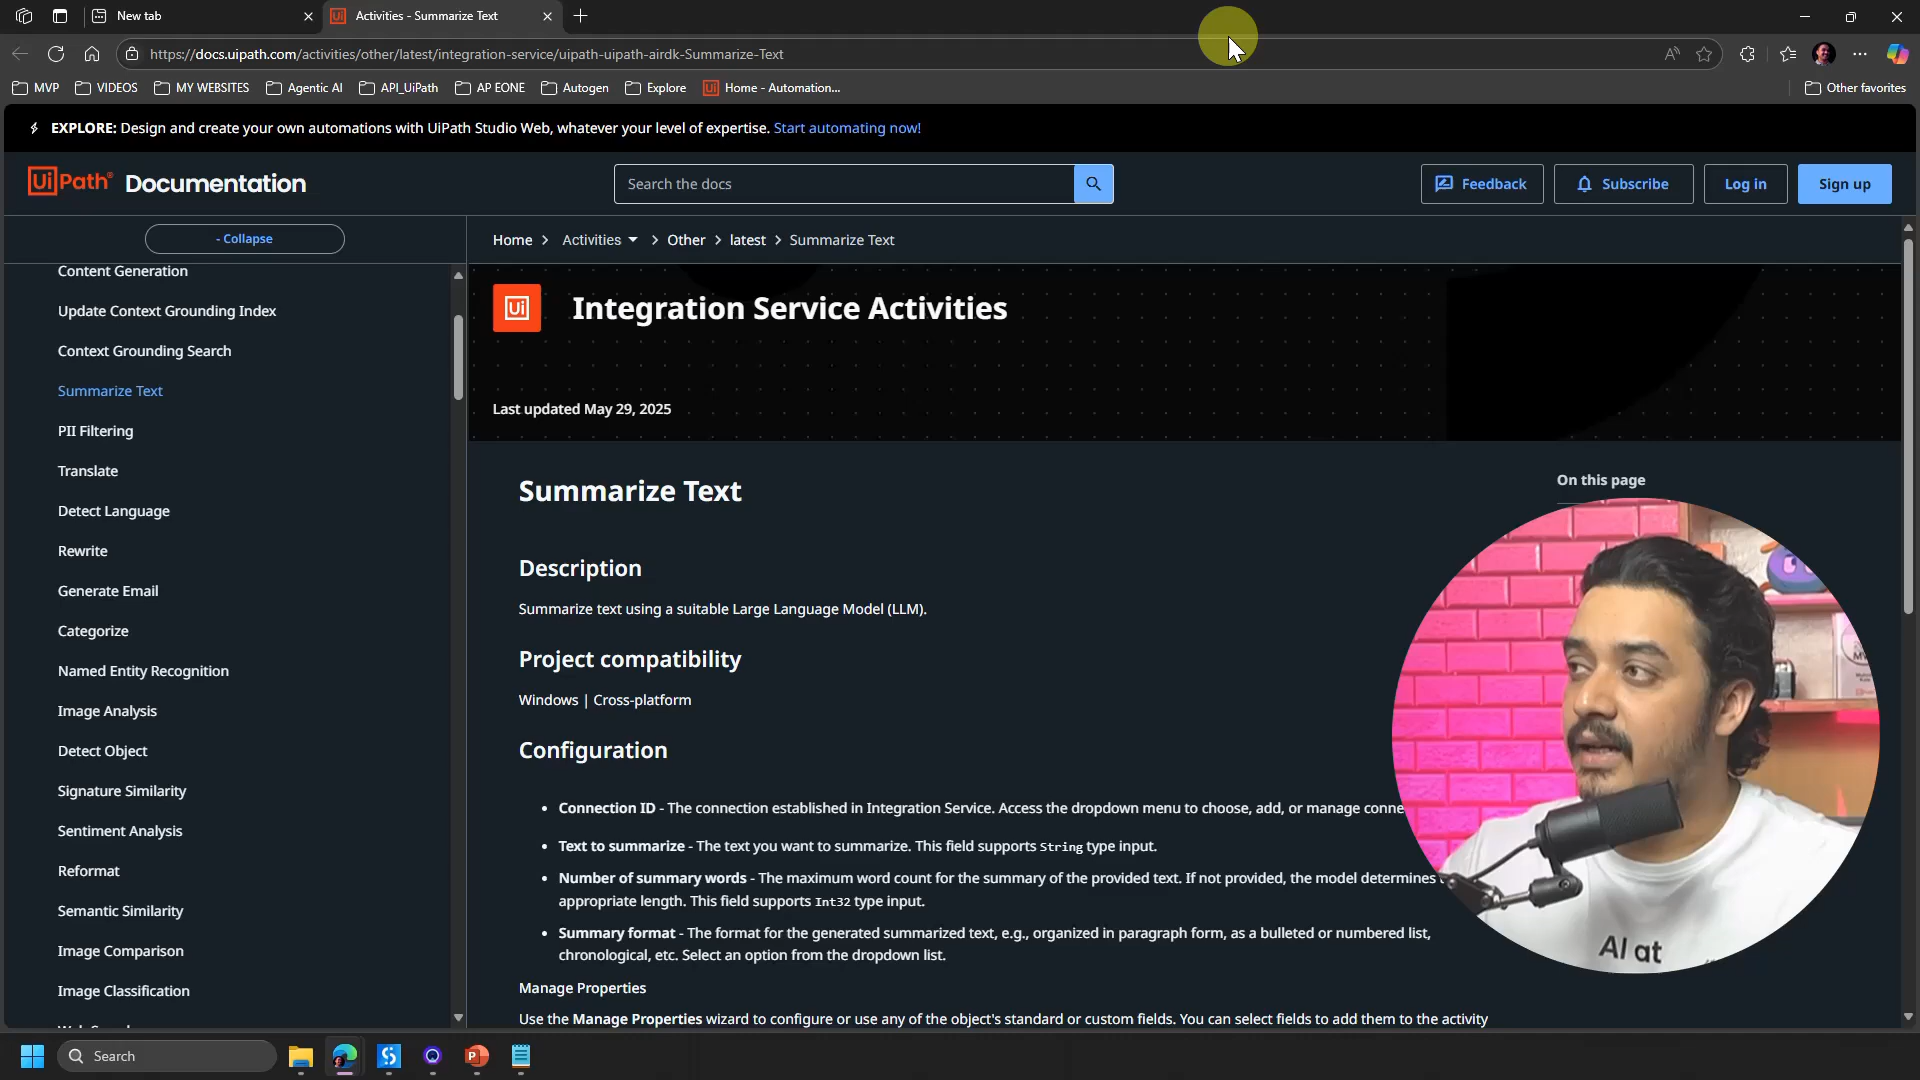 New tab
Activities - Summarize Text
https://docs.uipath.com/activities/other/latest/integration-service/uipath-uipath-airdk-Summarize-Text
MVP
VIDEOS
MY WEBSITES
Agentic AI
API_UiPath
AP EONE
Autogen
Explore
Home - Automation...
Other favorites
EXPLORE: Design and create your own automations with UiPath Studio Web, whatever your level of expertise. Start automating now!
UiPath Documentation
Search the docs
Feedback
Subscribe
Log in
Sign up
- Collapse
Home > Activities > Other > latest > Summarize Text
Content Generation
Update Context Grounding Index
Context Grounding Search
Summarize Text
PII Filtering
Translate
Detect Language
Rewrite
Generate Email
Categorize
Named Entity Recognition
Image Analysis
Detect Object
Signature Similarity
Sentiment Analysis
Reformat
Semantic Similarity
Image Comparison
Image Classification
Ui Integration Service Activities
Last updated May 29, 2025
Summarize Text
On this page
Description
Summarize text using a suitable Large Language Model (LLM).
Project compatibility
Windows | Cross-platform
Configuration
• Connection ID - The connection established in Integration Service. Access the dropdown menu to choose, add, or manage conne
• Text to summarize - The text you want to summarize. This field supports String type input.
• Number of summary words - The maximum word count for the summary of the provided text. If not provided, the model determines
appropriate length. This field supports Int32 type input.
• Summary format - The format for the generated summarized text, e.g., organized in paragraph form, as a bulleted or numbered list,
chronological, etc. Select an option from the dropdown list.
Manage Properties
Use the Manage Properties wizard to configure or use any of the object's standard or custom fields. You can select fields to add them to the activity
AI at
Search